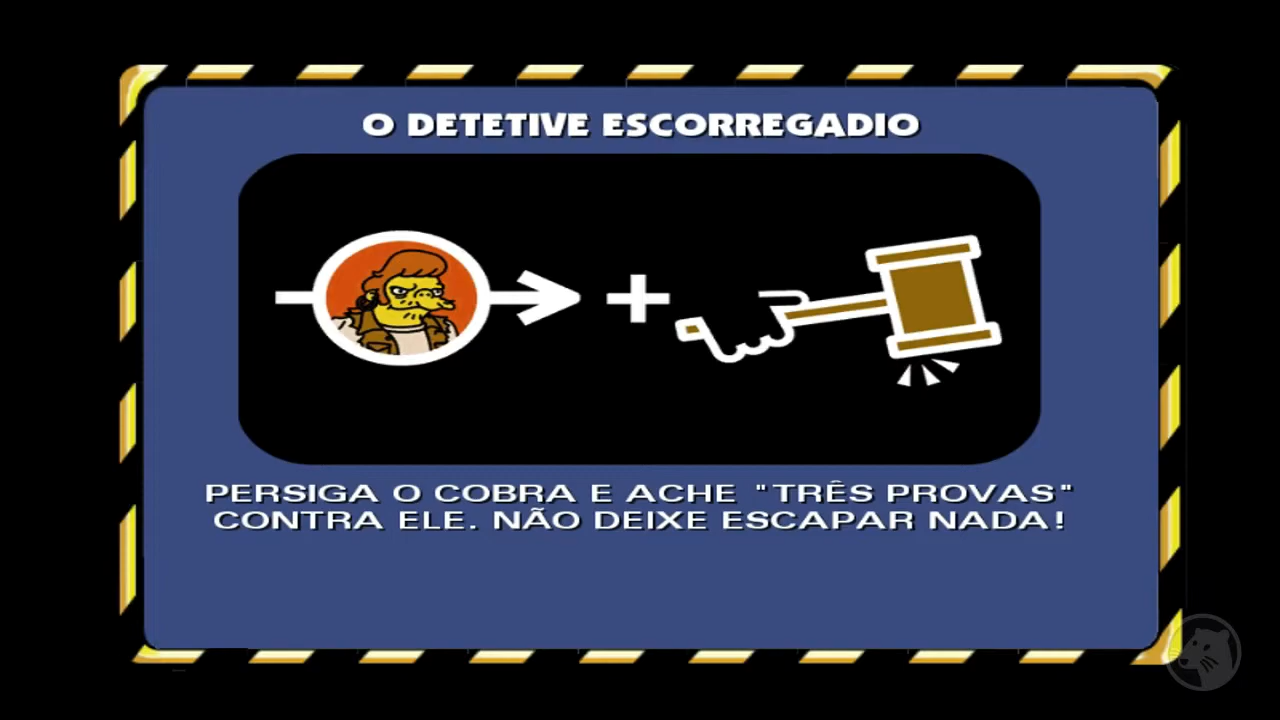 O DETETIVE ESCORREGADIO
PERSIGA O COBRA E ACHE "TRÊS PROVAS"
CONTRA ELE. NÃO DEIXE ESCAPAR NADA!